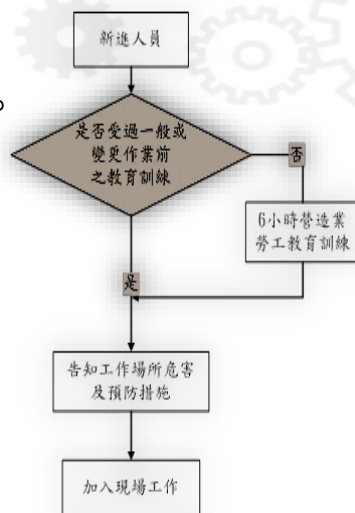 新進人員
。
是否受過一般或
變更作業前
之教育訓練
否
6小時營造業
勞工教育訓練
是
告知工作場所危害
及預防措施
加入現場工作